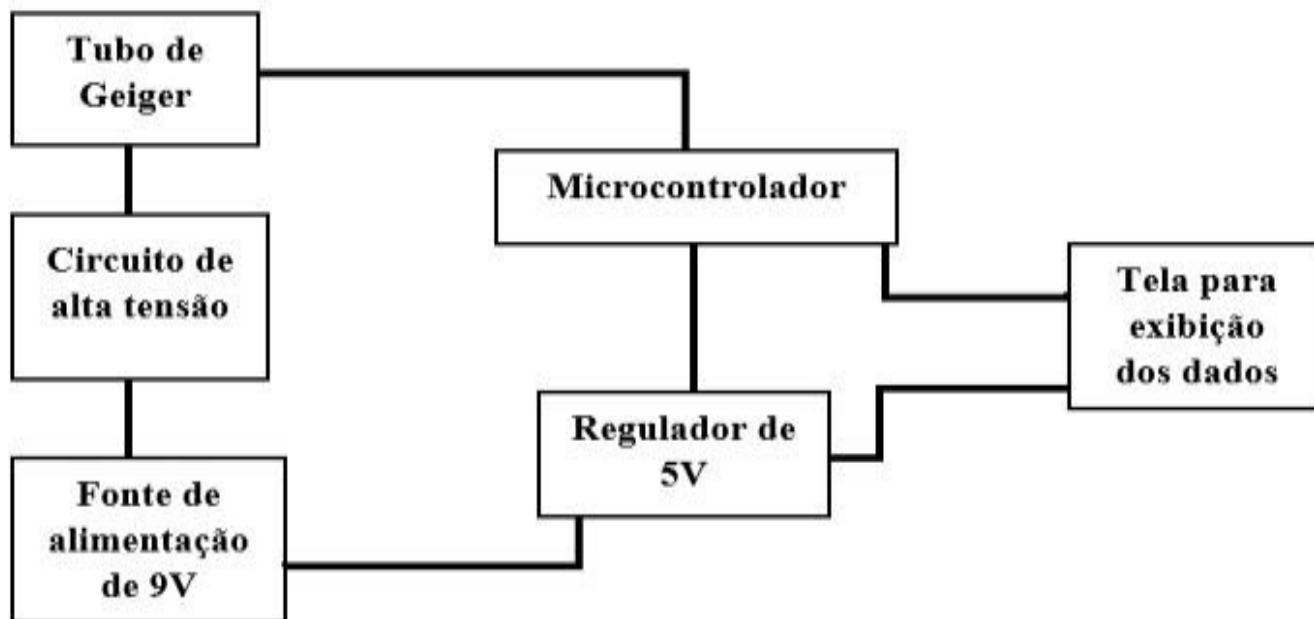 Tubo de
Geiger
Microcontrolador
Circuito de
alta tensão
Tela para
exibição
dos dados
Regulador de
5V
Fonte de
alimentação
de 9V